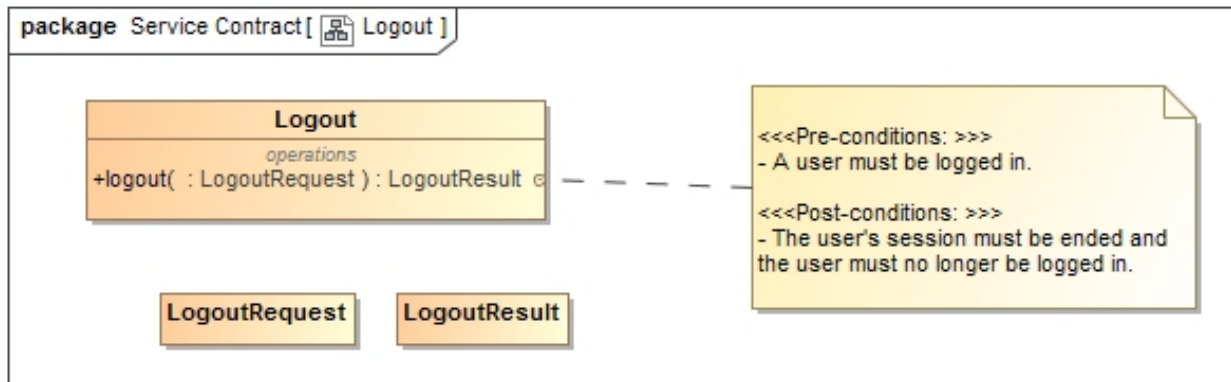 package Service Contract[ Logout ]
Logout
operations
+logout( : LogoutRequest ) : LogoutResult
<<<Pre-conditions: >>>
- A user must be logged in.
<<<Post-conditions: >>>
- The user's session must be ended and
the user must no longer be logged in.
LogoutRequest
LogoutResult